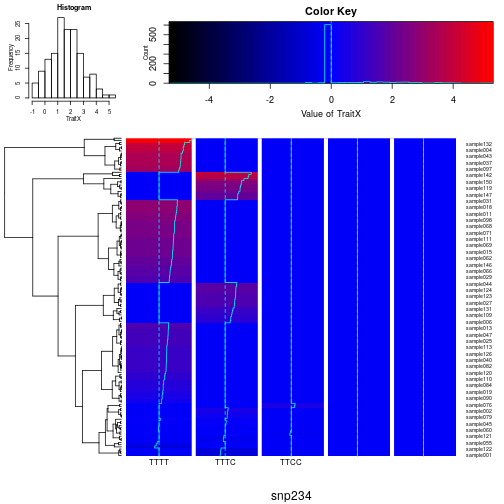 Histogram
Frequency
0 5 10 15 20 25
-1 0 1 2 3 4 5
TraitX
Color Key
Count
0 200 500
-4 -2 0 2 4
Value of TraitX
sample132
sample004
sample043
sample037
sample097
sample142
sample150
sample119
sample147
sample031
sample018
sample011
sample098
sample068
sample071
sample111
sample069
sample015
sample062
sample146
sample066
sample029
sample044
sample124
sample123
sample027
sample131
sample109
sample006
sample013
sample047
sample025
sample113
sample126
sample040
sample082
sample120
sample110
sample084
sample019
sample090
sample076
sample002
sample079
sample045
sample060
sample121
sample055
sample122
sample001
TTTT TTTC TTCC
snp234